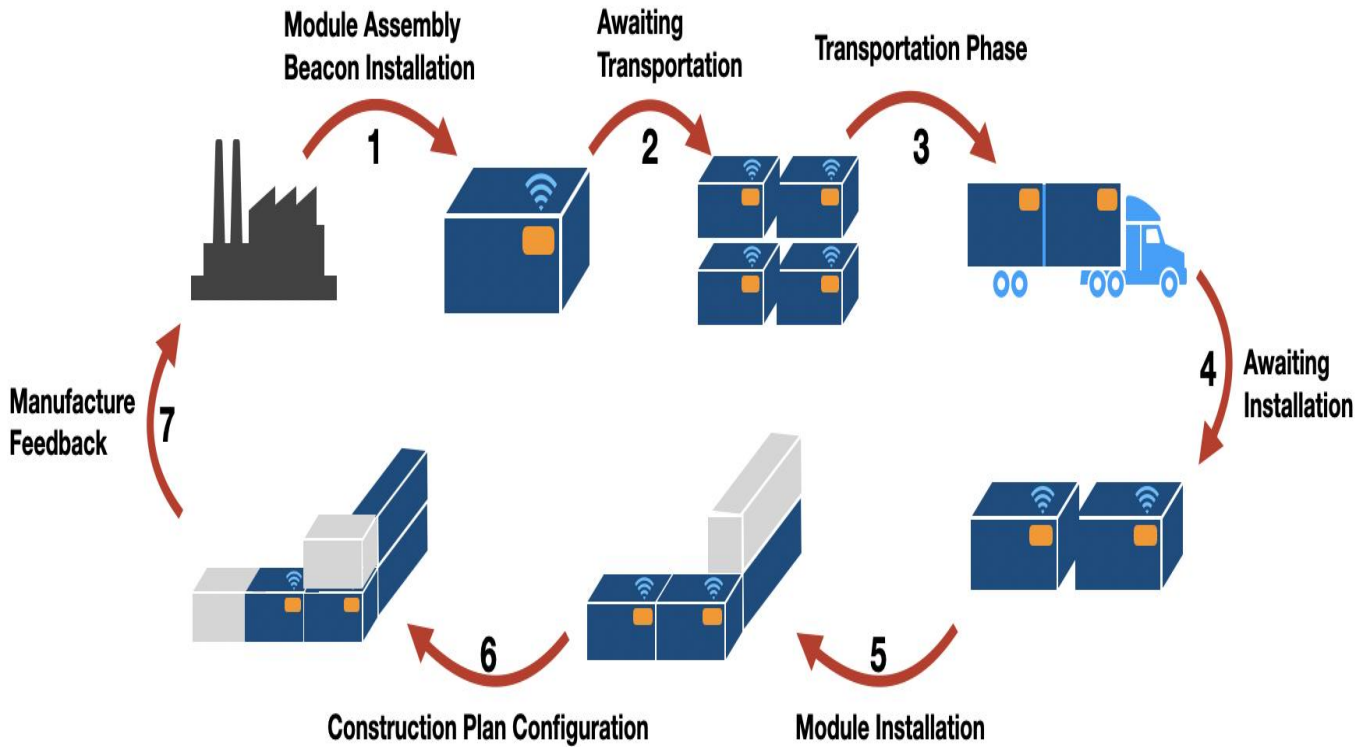 Module Assembly
Beacon Installation
1
Awaiting
Transportation
2
Transportation Phase
3
4
Awaiting
Installation
5
Module Installation
6
Construction Plan Configuration
7
Manufacture
Feedback